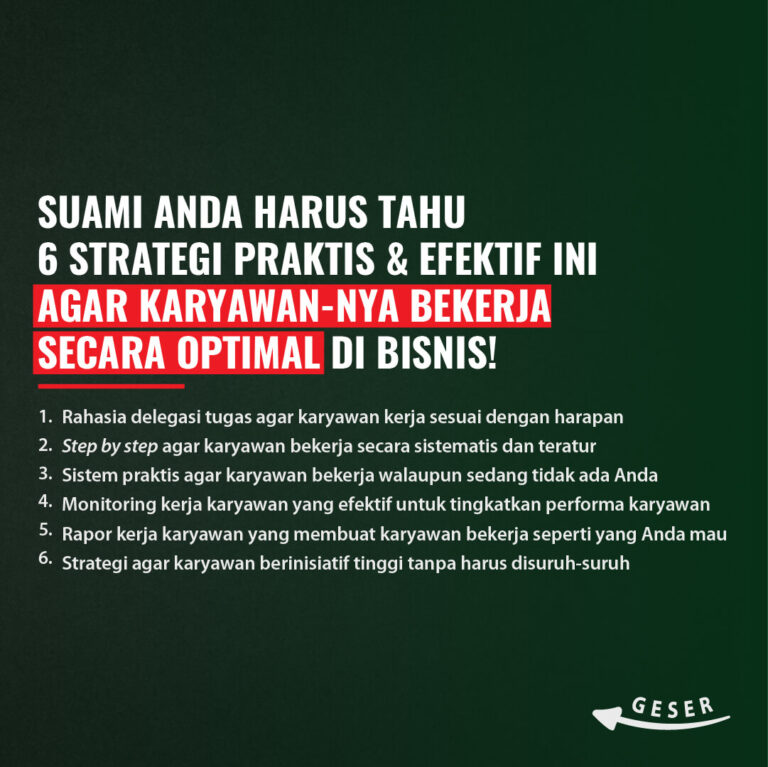 SUAMI ANDA HARUS TAHU
6 STRATEGI PRAKTIS & EFEKTIF INI
AGAR KARYAWAN-NYA BEKERJA
SECARA OPTIMAL DI BISNIS!
1. Rahasia delegasi tugas agar karyawan kerja sesuai dengan harapan
2. Step by step agar karyawan bekerja secara sistematis dan teratur
3. Sistem praktis agar karyawan bekerja walaupun sedang tidak ada Anda
4. Monitoring kerja karyawan yang efektif untuk tingkatkan performa karyawan
5. Rapor kerja karyawan yang membuat karyawan bekerja seperti yang Anda mau
6. Strategi agar karyawan berinisiatif tinggi tanpa harus disuruh-suruh
GESER